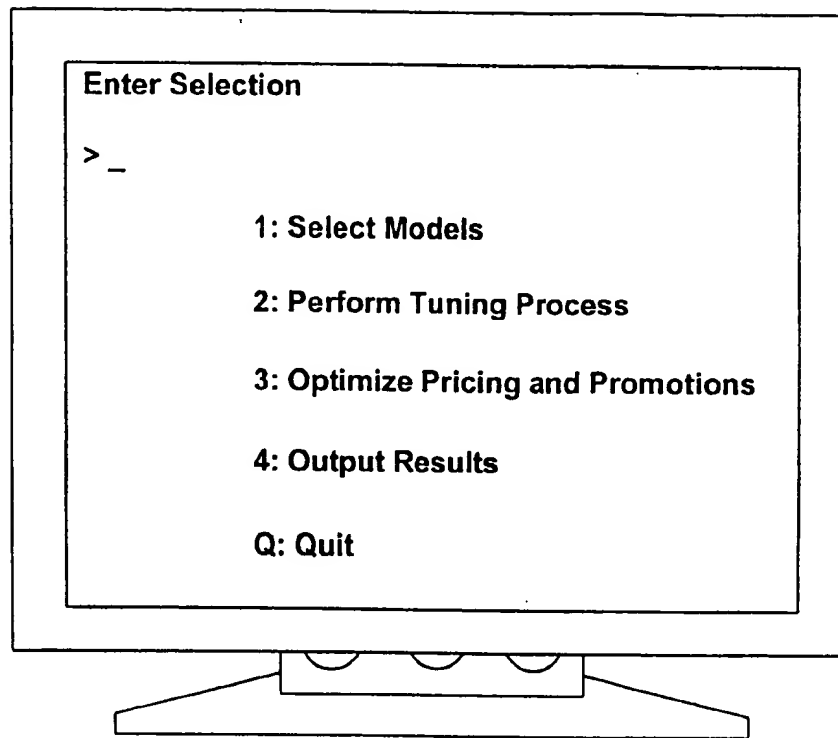 Enter Selection
> _
1: Select Models
2: Perform Tuning Process
3: Optimize Pricing and Promotions
4: Output Results
Q: Quit